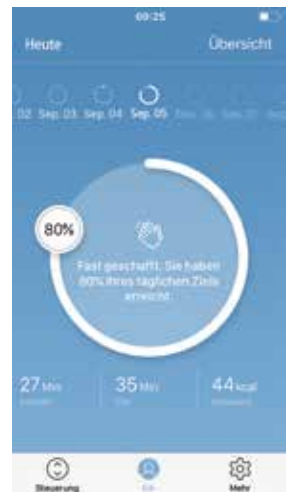 09:25
Heute Übersicht
02 Sep. 03 Sep. 04 Sep. 05
80%
Fast geschafft. Sie haben
80% Ihres täglichen Ziels
erreicht.
27 Min 35 Min 44 kcal
Steuerung Ich Mehr